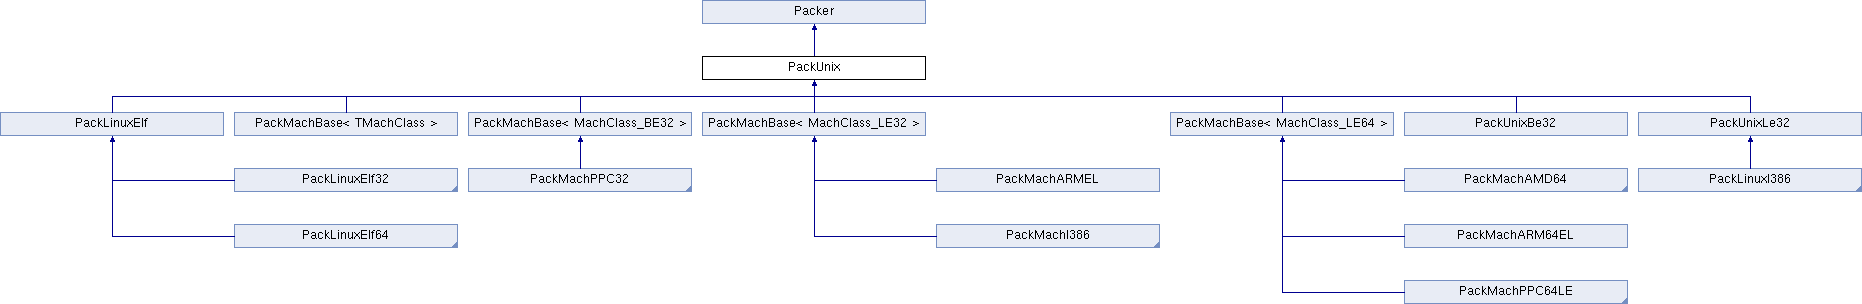 Packer
PackUnix
PackLinuxElf
PackMachBase< TMachClass >
PackMachBase< MachClass_BE32 >
PackMachBase< MachClass_LE32 >
PackMachBase< MachClass_LE64 >
PackUnixBe32
PackUnixLe32
PackLinuxElf32
PackMachPPC32
PackMachARMEL
PackMachAMD64
PackLinuxI386
PackLinuxElf64
PackMachI386
PackMachARM64EL
PackMachPPC64LE